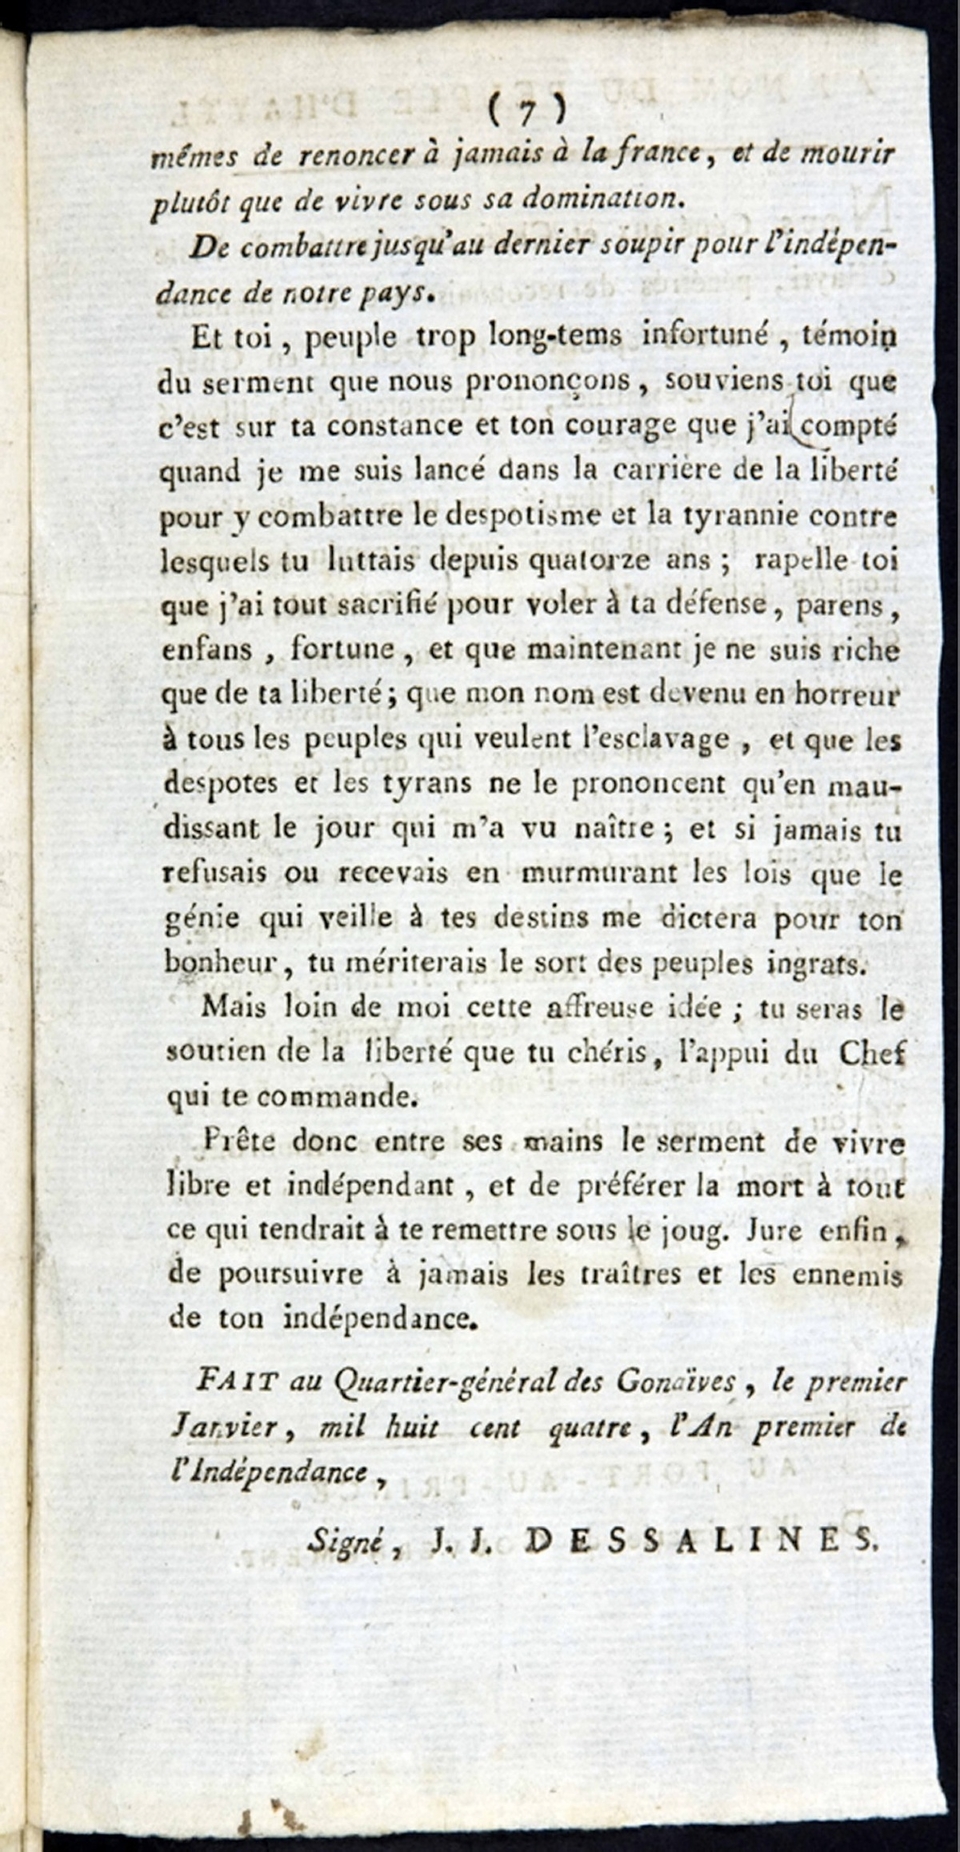 ( 7 )
mêmes de renoncer à jamais à la france, et de mourir
plutôt que de vivre sous sa domination.
De combattre jusqu'au dernier soupir pour l'indépen-
dance de notre pays.
Et toi, peuple trop long-tems infortuné, témoin
du serment que nous prononçons, souviens toi que
c'est sur ta constance et ton courage que j'ai compté
quand je me suis lancé dans la carrière de la liberté
pour y combattre le despotisme et la tyrannie contre
lesquels tu luttais depuis quatorze ans ; rapelle toi
que j'ai tout sacrifié pour voler à ta défense, parens,
enfans, fortune, et que maintenant je ne suis riche
que de ta liberté ; que mon nom est devenu en horreur
à tous les peuples qui veulent l'esclavage, et que les
despotes et les tyrans ne le prononcent qu'en mau-
dissant le jour qui m'a vu naître ; et si jamais tu
refusais ou recevais en murmurant les lois que le
génie qui veille à tes destins me dictera pour ton
bonheur, tu mériterais le sort des peuples ingrats.
Mais loin de moi cette affreuse idée ; tu seras le
soutien de la liberté que tu chéris, l'appui du Chef
qui te commande.
Prête donc entre ses mains le serment de vivre
libre et indépendant, et de préférer la mort à tout
ce qui tendrait à te remettre sous le joug. Jure enfin,
de poursuivre à jamais les traîtres et les ennemis
de ton indépendance.
FAIT au Quartier-général des Gonaïves, le premier
Janvier, mil huit cent quatre, l'An premier de
l'Indépendance,
Signé, J. J. DESSALINES.